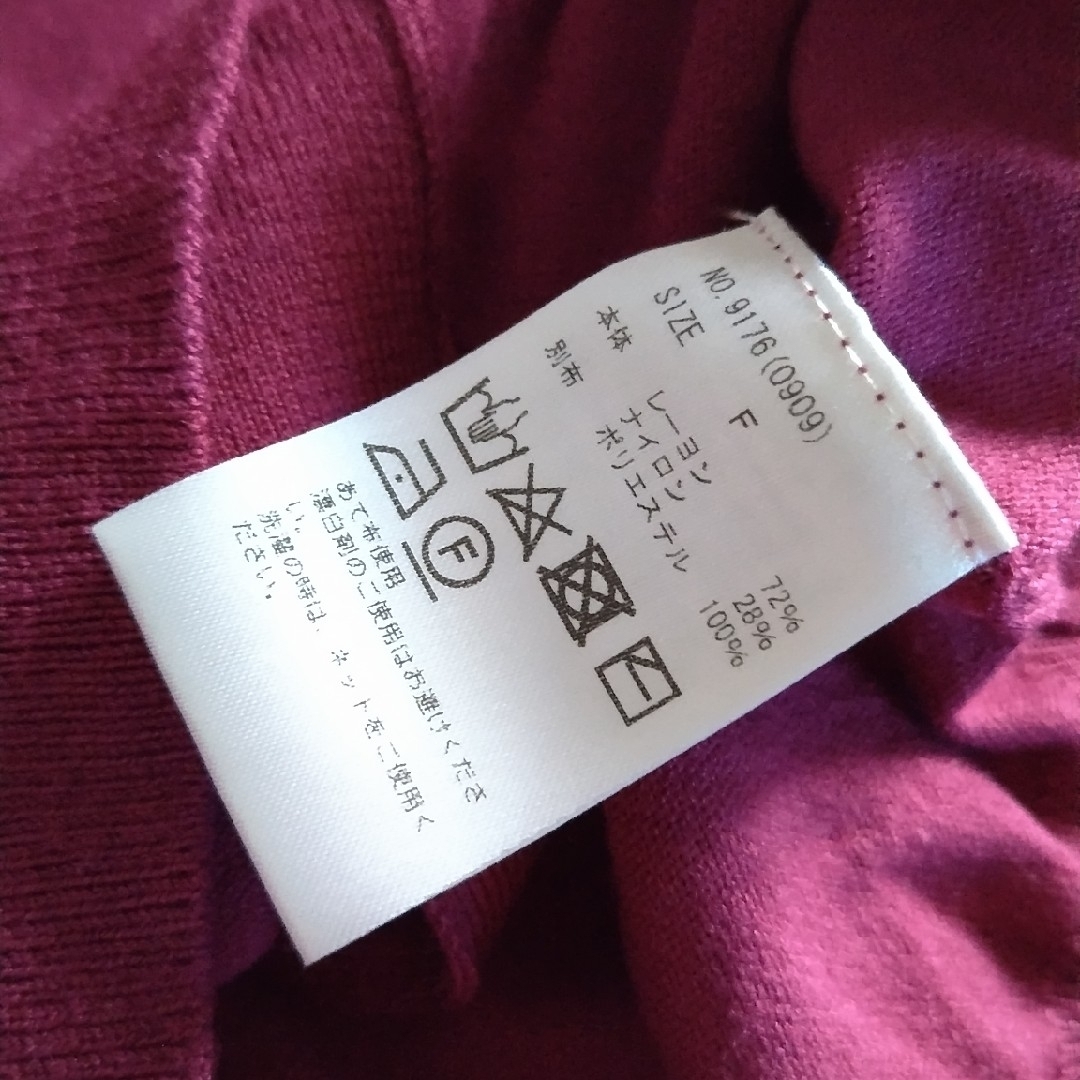 NO. 9176(0909)
SIZE F
本体 レーヨン 72%
ナイロン 28%
別布 ポリエステル 100%
F
あて布使用
漂白剤のご使用はお避けくださ
い。
洗濯の時は、ネットをご使用く
ださい。